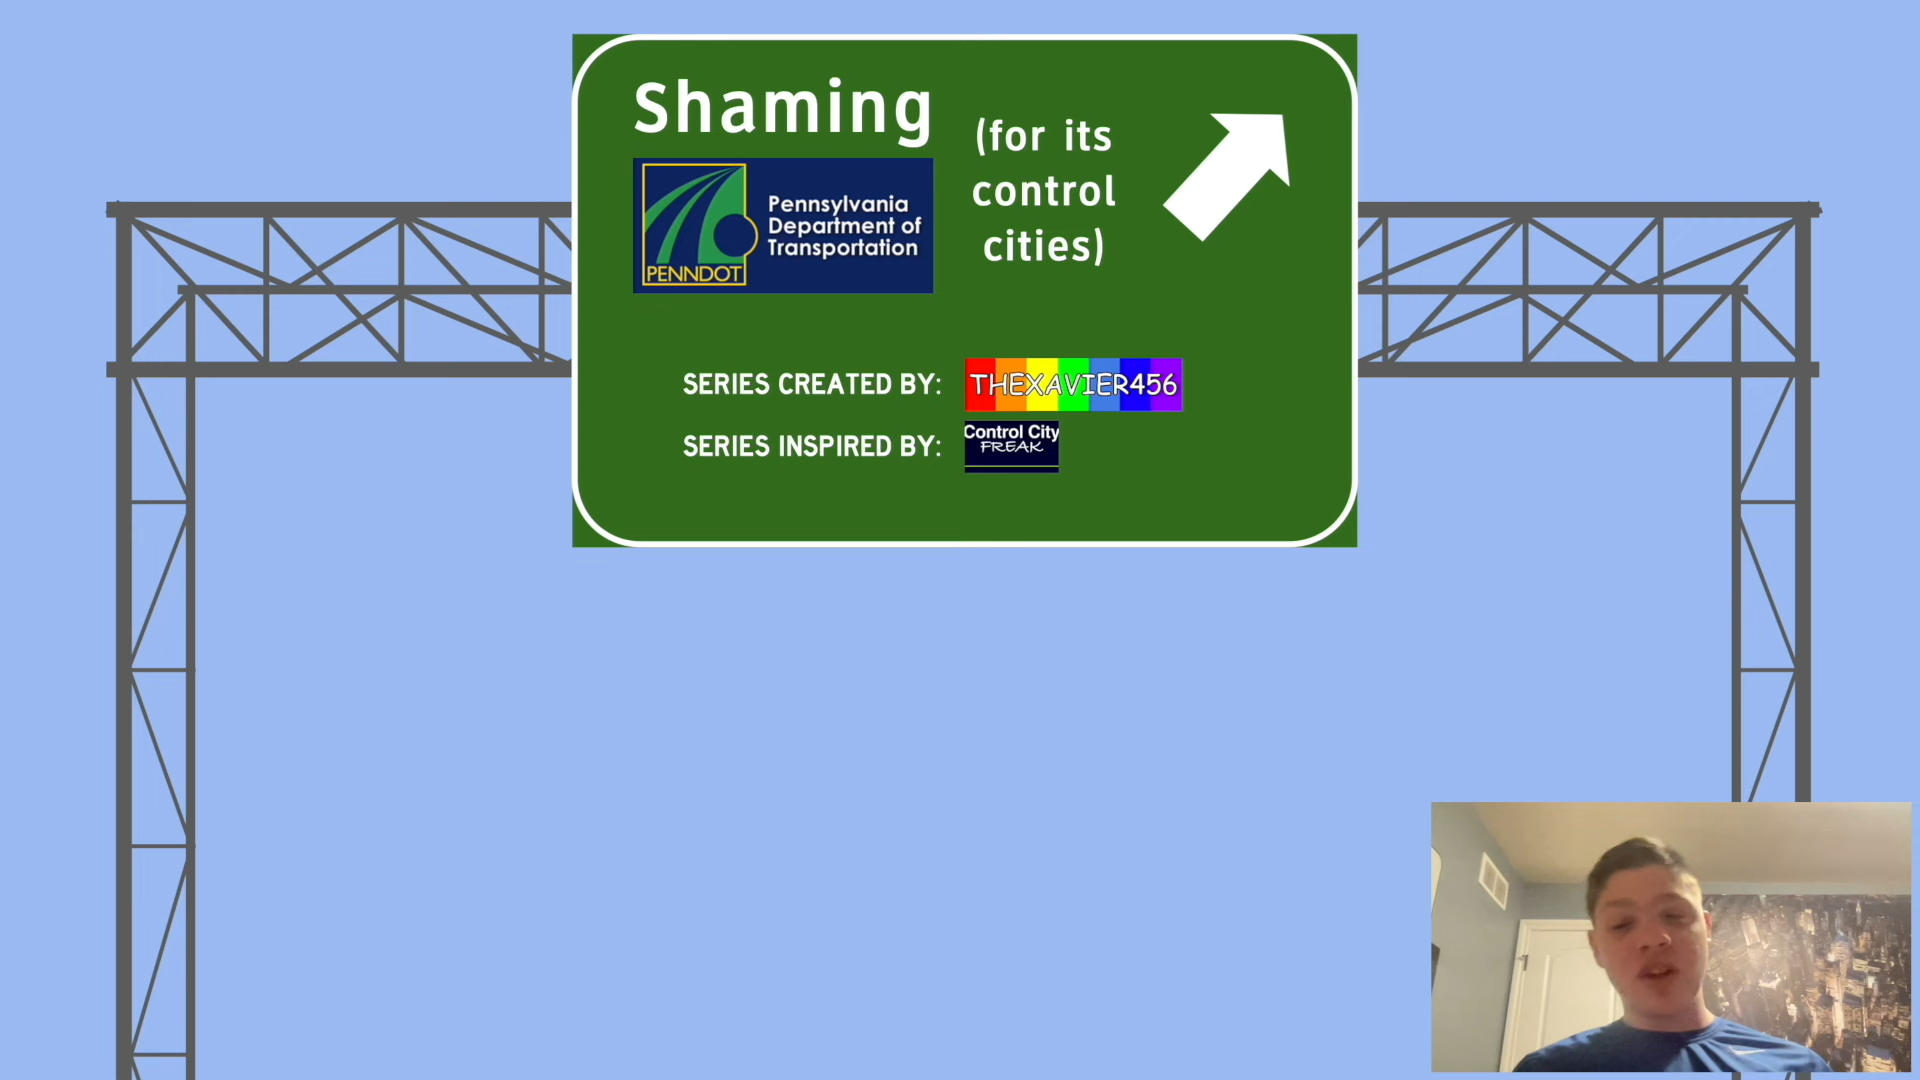 Shaming
(for its
control
cities)
Pennsylvania
Department of
Transportation
PENNDOT
SERIES CREATED BY: THEXAVIER456
SERIES INSPIRED BY: Control City
FREAK